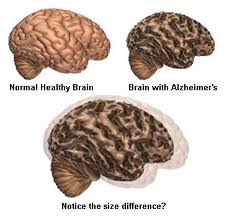 Normal Healthy Brain
Brain with Alzheimer's
Notice the size difference?